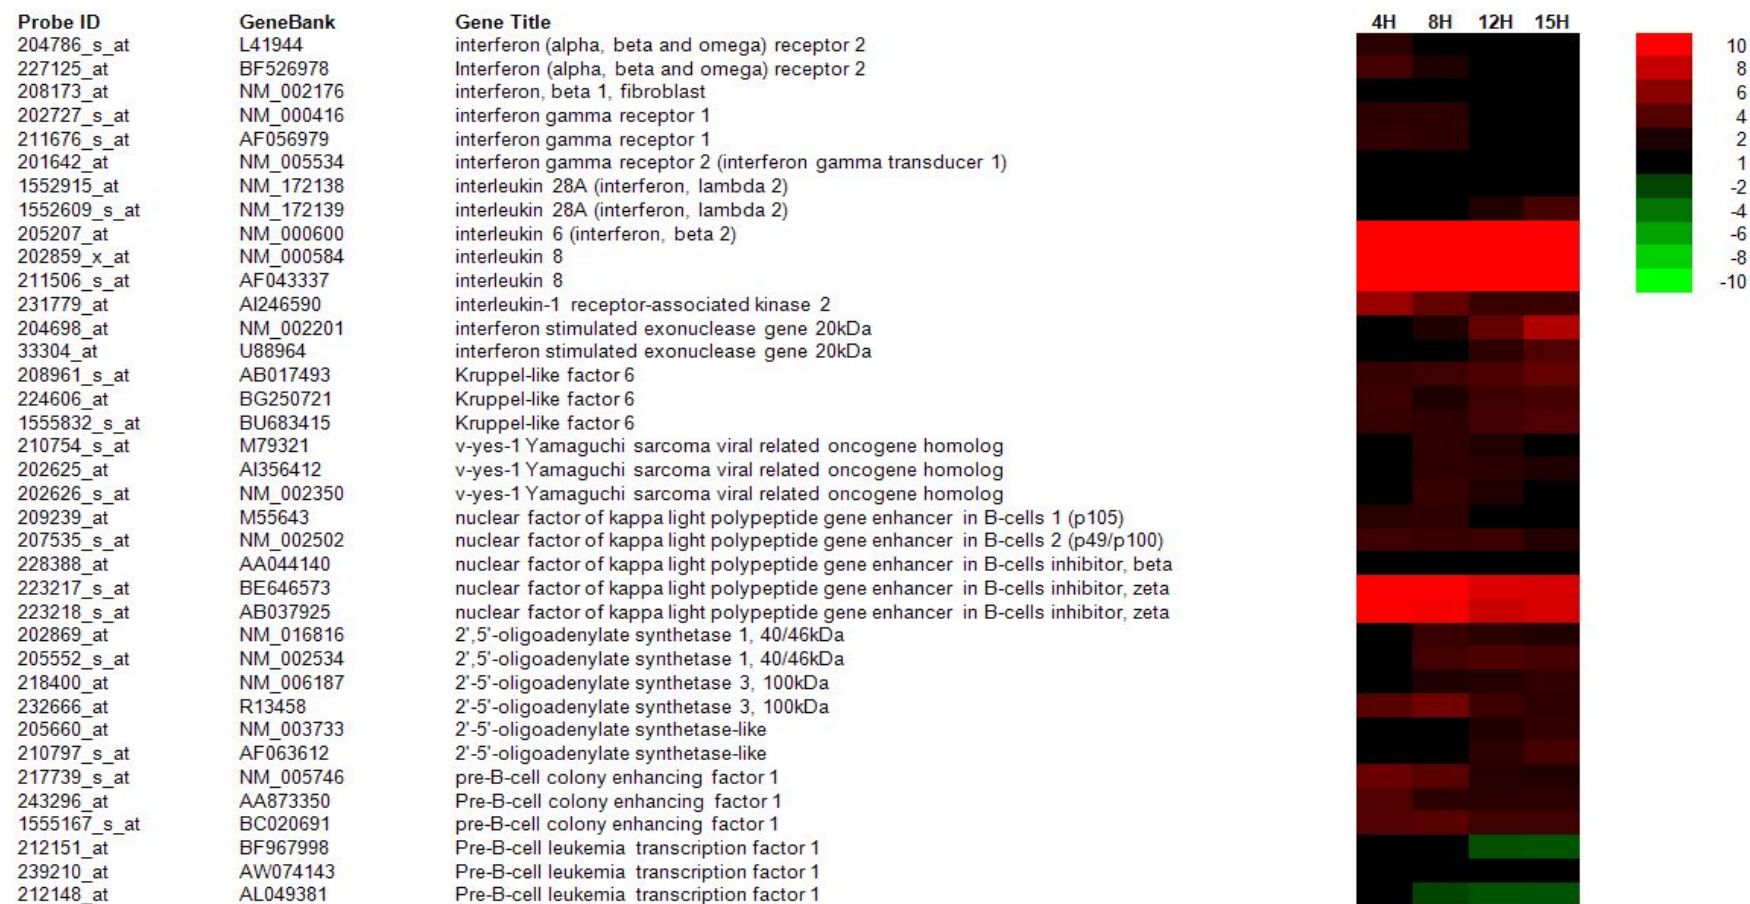 Probe ID GeneBank Gene Title 4H 8H 12H 15H
204786_s_at L41944 interferon (alpha, beta and omega) receptor 2 10
227125_at BF526978 Interferon (alpha, beta and omega) receptor 2 8
208173_at NM_002176 interferon, beta 1, fibroblast 6
202727_s_at NM_000416 interferon gamma receptor 1 4
211676_s_at AF056979 interferon gamma receptor 1 2
201642_at NM_005534 interferon gamma receptor 2 (interferon gamma transducer 1) 1
1552915_at NM_172138 interleukin 28A (interferon, lambda 2) -2
1552609_s_at NM_172139 interleukin 28A (interferon, lambda 2) -4
205207_at NM_000600 interleukin 6 (interferon, beta 2) -6
202859_x_at NM_000584 interleukin 8 -8
211506_s_at AF043337 interleukin 8 -10
231779_at AI246590 interleukin-1 receptor-associated kinase 2
204698_at NM_002201 interferon stimulated exonuclease gene 20kDa
33304_at U88964 interferon stimulated exonuclease gene 20kDa
208961_s_at AB017493 Kruppel-like factor 6
224606_at BG250721 Kruppel-like factor 6
1555832_s_at BU683415 Kruppel-like factor 6
210754_s_at M79321 v-yes-1 Yamaguchi sarcoma viral related oncogene homolog
202625_at AI356412 v-yes-1 Yamaguchi sarcoma viral related oncogene homolog
202626_s_at NM_002350 v-yes-1 Yamaguchi sarcoma viral related oncogene homolog
209239_at M55643 nuclear factor of kappa light polypeptide gene enhancer in B-cells 1 (p105)
207535_s_at NM_002502 nuclear factor of kappa light polypeptide gene enhancer in B-cells 2 (p49/p100)
228388_at AA044140 nuclear factor of kappa light polypeptide gene enhancer in B-cells inhibitor, beta
223217_s_at BE646573 nuclear factor of kappa light polypeptide gene enhancer in B-cells inhibitor, zeta
223218_s_at AB037925 nuclear factor of kappa light polypeptide gene enhancer in B-cells inhibitor, zeta
202869_at NM_016816 2',5'-oligoadenylate synthetase 1, 40/46kDa
205552_s_at NM_002534 2',5'-oligoadenylate synthetase 1, 40/46kDa
218400_at NM_006187 2'-5'-oligoadenylate synthetase 3, 100kDa
232666_at R13458 2'-5'-oligoadenylate synthetase 3, 100kDa
205660_at NM_003733 2'-5'-oligoadenylate synthetase-like
210797_s_at AF063612 2'-5'-oligoadenylate synthetase-like
217739_s_at NM_005746 pre-B-cell colony enhancing factor 1
243296_at AA873350 Pre-B-cell colony enhancing factor 1
1555167_s_at BC020691 pre-B-cell colony enhancing factor 1
212151_at BF967998 Pre-B-cell leukemia transcription factor 1
239210_at AW074143 Pre-B-cell leukemia transcription factor 1
212148_at AL049381 Pre-B-cell leukemia transcription factor 1